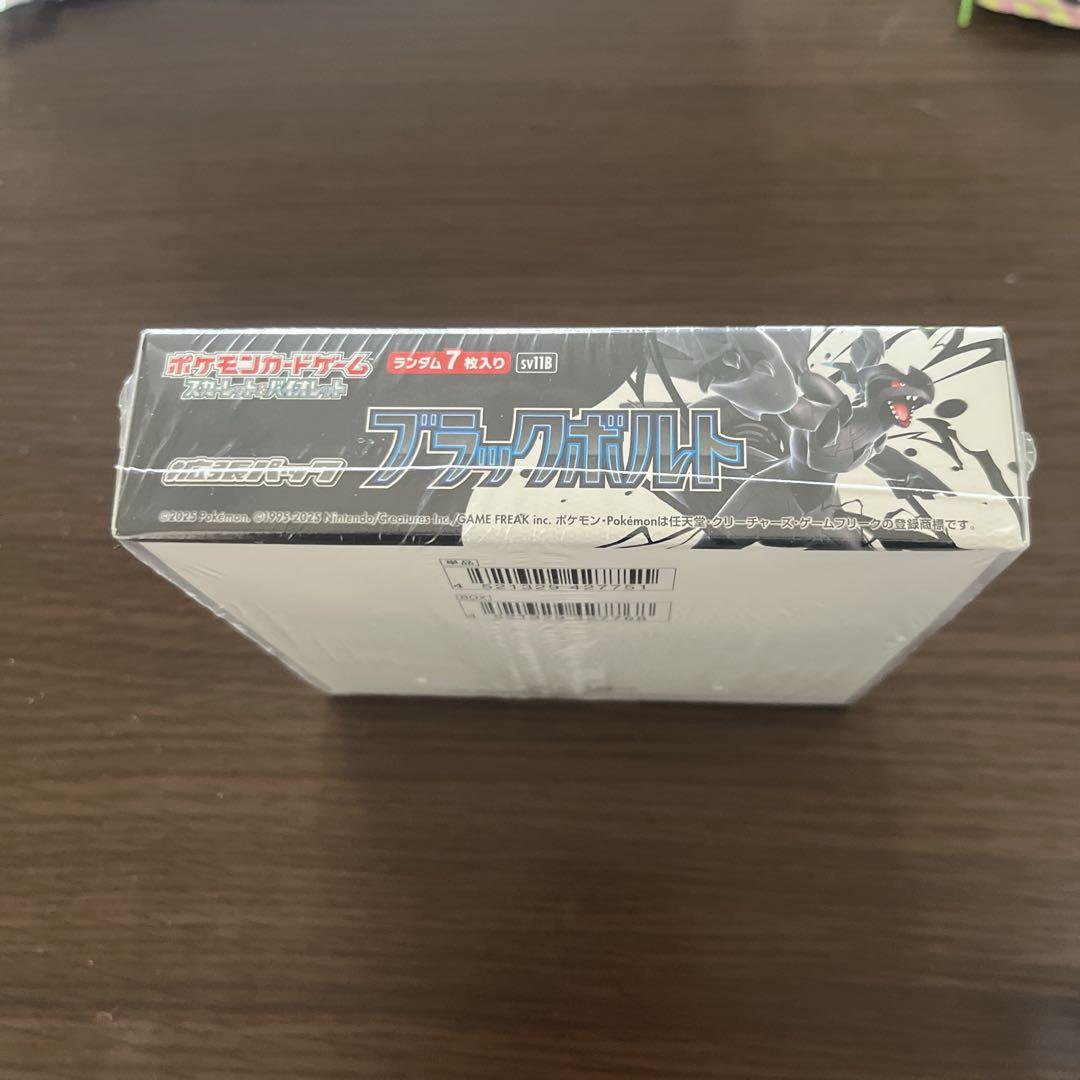 ポケモンカードゲーム
スカーレット&バイオレット
ランダム7枚入り
sv11B
拡張パック
ブラックボルト
©2025 Pokémon. ©1995-2025 Nintendo/Creatures Inc./GAME FREAK inc. ポケモン・Pokémonは任天堂・クリーチャーズ・ゲームフリークの登録商標です。
単品
4 521329 427751
BOX